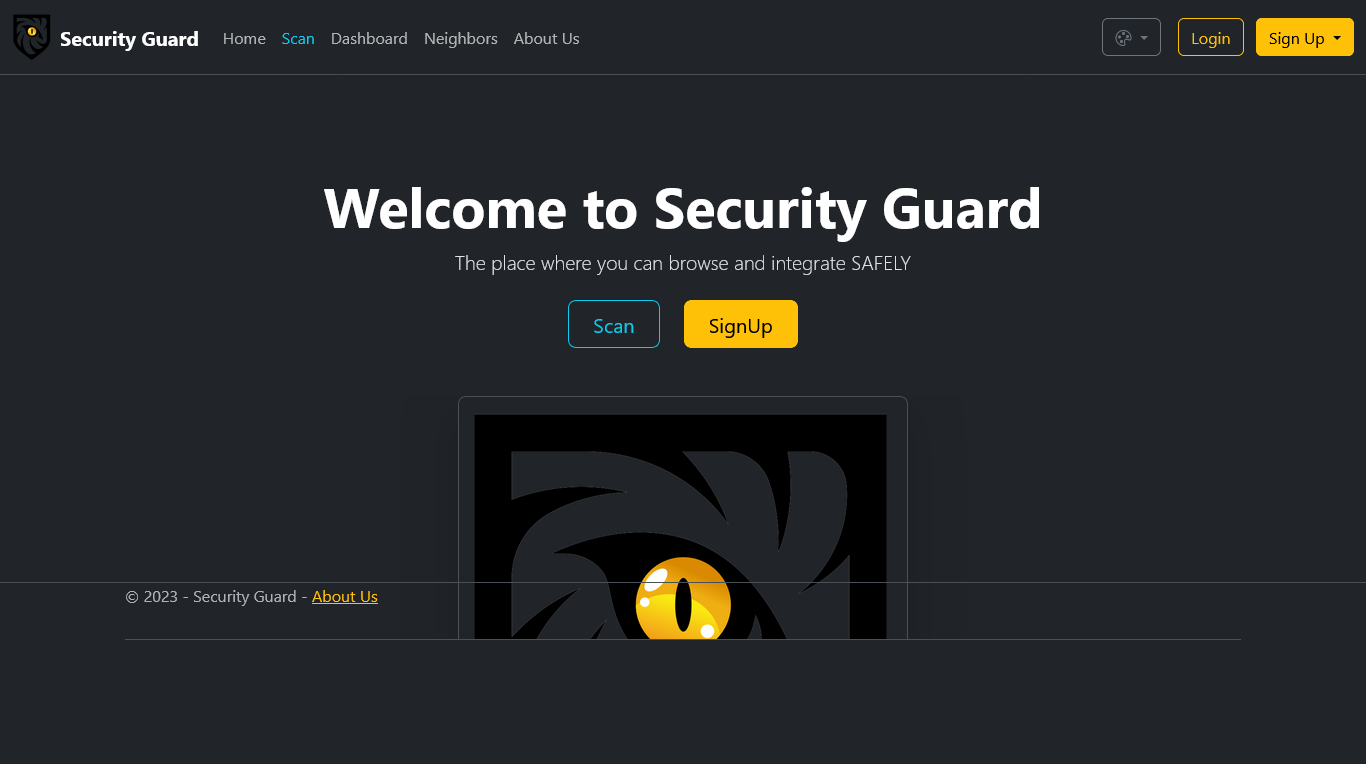 Security Guard Home Scan Dashboard Neighbors About Us Login Sign Up
Welcome to Security Guard
The place where you can browse and integrate SAFELY
Scan SignUp
© 2023 - Security Guard - About Us